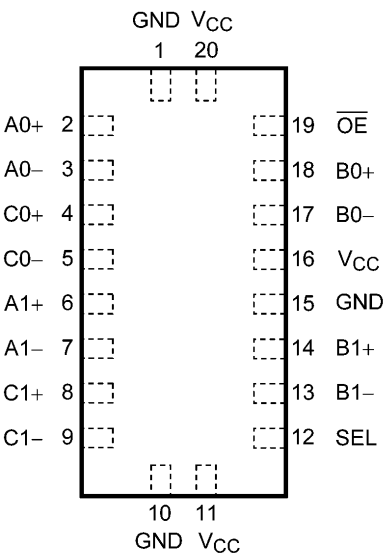 GND VCC
1 20
A0+ 2 19 OE
A0− 3 18 B0+
C0+ 4 17 B0−
C0− 5 16 VCC
A1+ 6 15 GND
A1− 7 14 B1+
C1+ 8 13 B1−
C1− 9 12 SEL
10 11
GND VCC